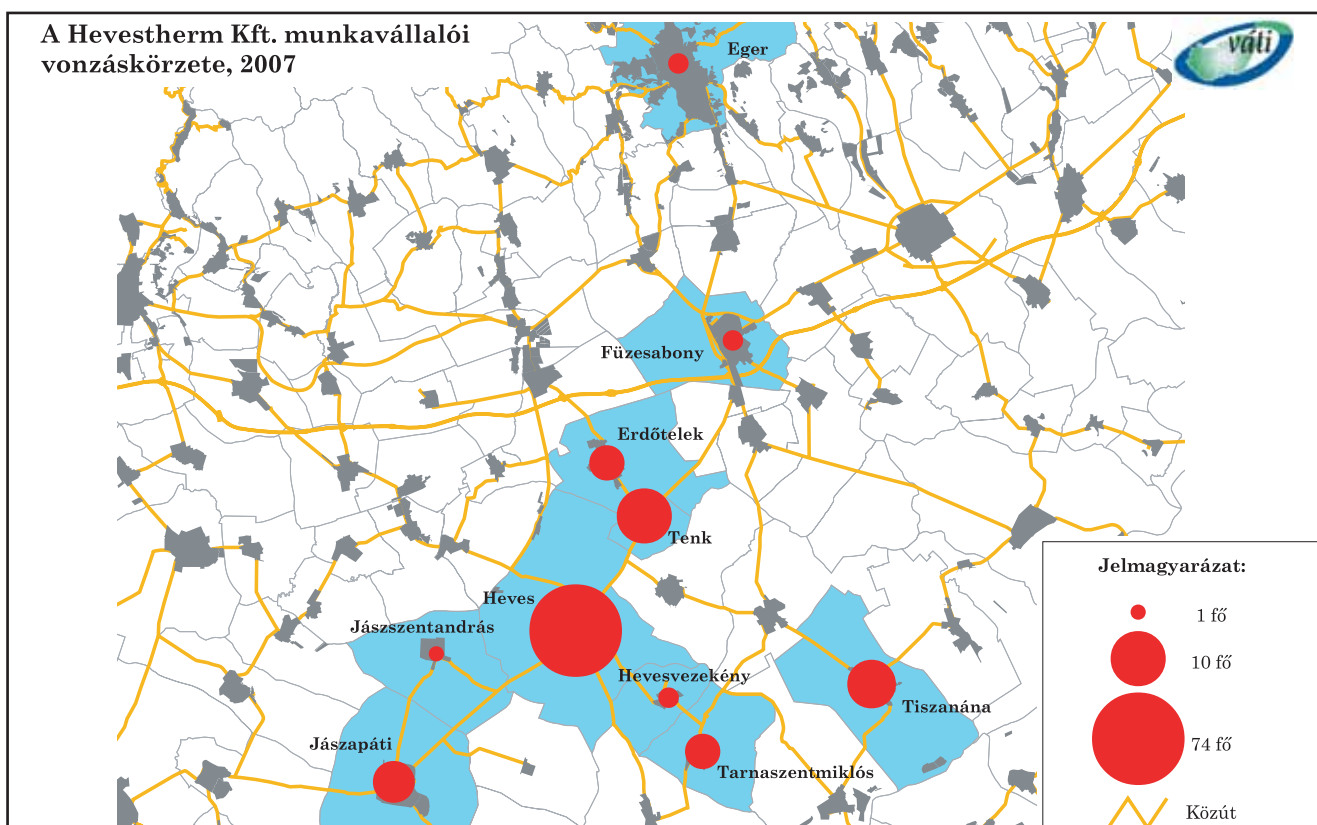 A Hevestherm Kft. munkavállalói
vonzáskörzete, 2007
váti
Eger
Füzesabony
Erdőtelek
Tenk
Heves
Jászszentandrás
Hevesvezekény
Tiszanána
Jászapáti
Tarnaszentmiklós
Jelmagyarázat:
1 fő
10 fő
74 fő
Közút